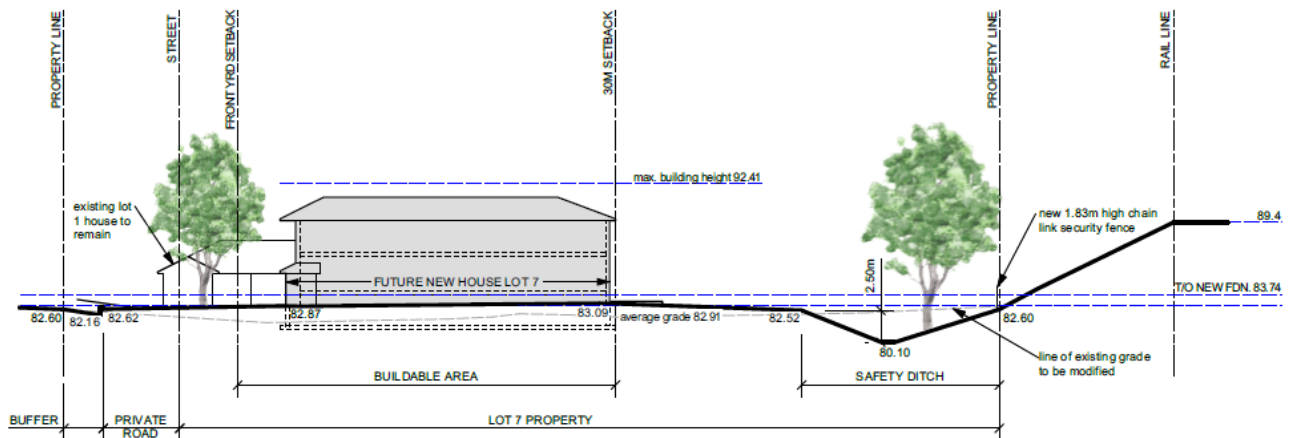 PROPERTY LINE
STREET
FRONT YRD SETBACK
30M SETBACK
PROPERTY LINE
RAIL LINE
max. building height 92.41
existing lot
1 house to
remain
new 1.83m high chain
link security fence
89.4
2.50m
FUTURE NEW HOUSE LOT 7
T/O NEW FDN. 83.74
82.60
82.16
82.62
82.87
83.09
average grade 82.91
82.52
82.60
80.10
line of existing grade
to be modified
BUILDABLE AREA
SAFETY DITCH
BUFFER
PRIVATE
ROAD
LOT 7 PROPERTY